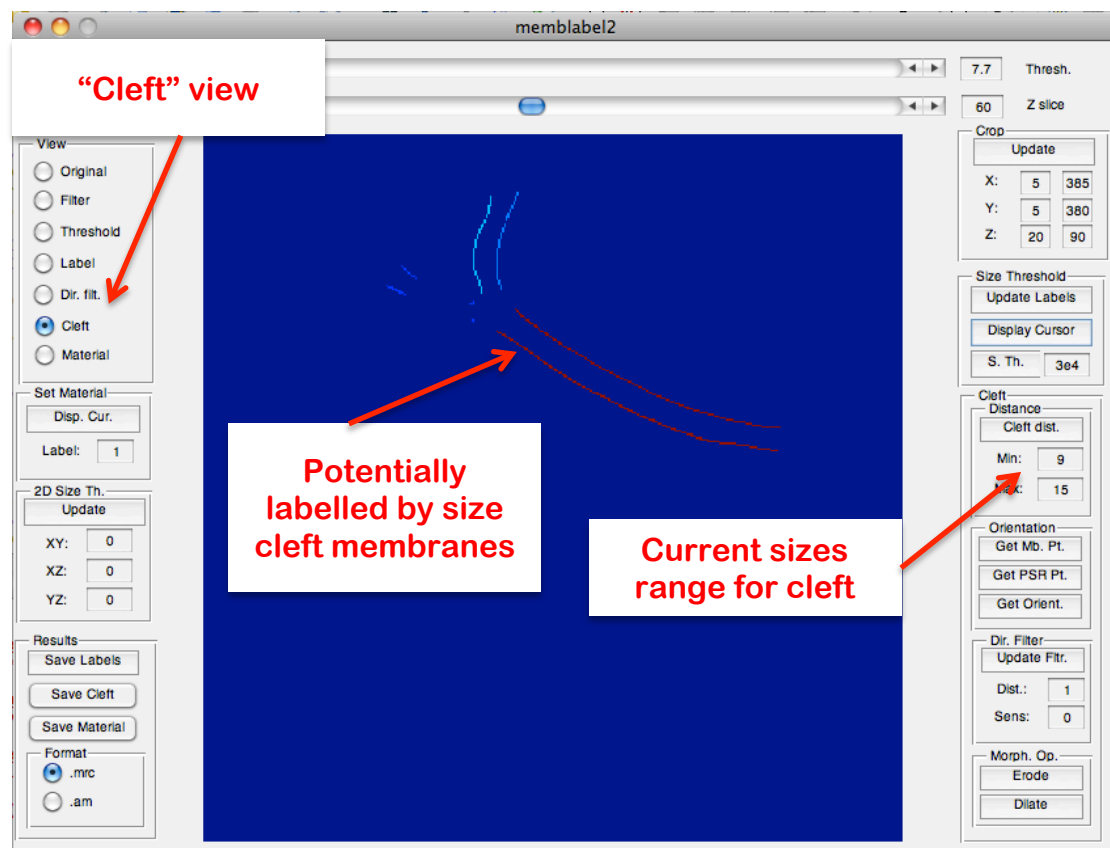 memblabel2
“Cleft” view
7.7 Thresh.
60 Z slice
View
Original
Filter
Threshold
Label
Dir. filt.
Cleft
Material
Set Material
Disp. Cur.
Label: 1
2D Size Th.
Update
XY: 0
XZ: 0
YZ: 0
Results
Save Labels
Save Cleft
Save Material
Format
.mrc
.am
Potentially
labelled by size
cleft membranes
Current sizes
range for cleft
Crop
Update
X: 5 385
Y: 5 380
Z: 20 90
Size Threshold
Update Labels
Display Cursor
S. Th. 3e4
Cleft
Distance
Cleft dist.
Min: 9
Max: 15
Orientation
Get Mb. Pt.
Get PSR Pt.
Get Orient.
Dir. Filter
Update Fltr.
Dist.: 1
Sens: 0
Morph. Op.
Erode
Dilate